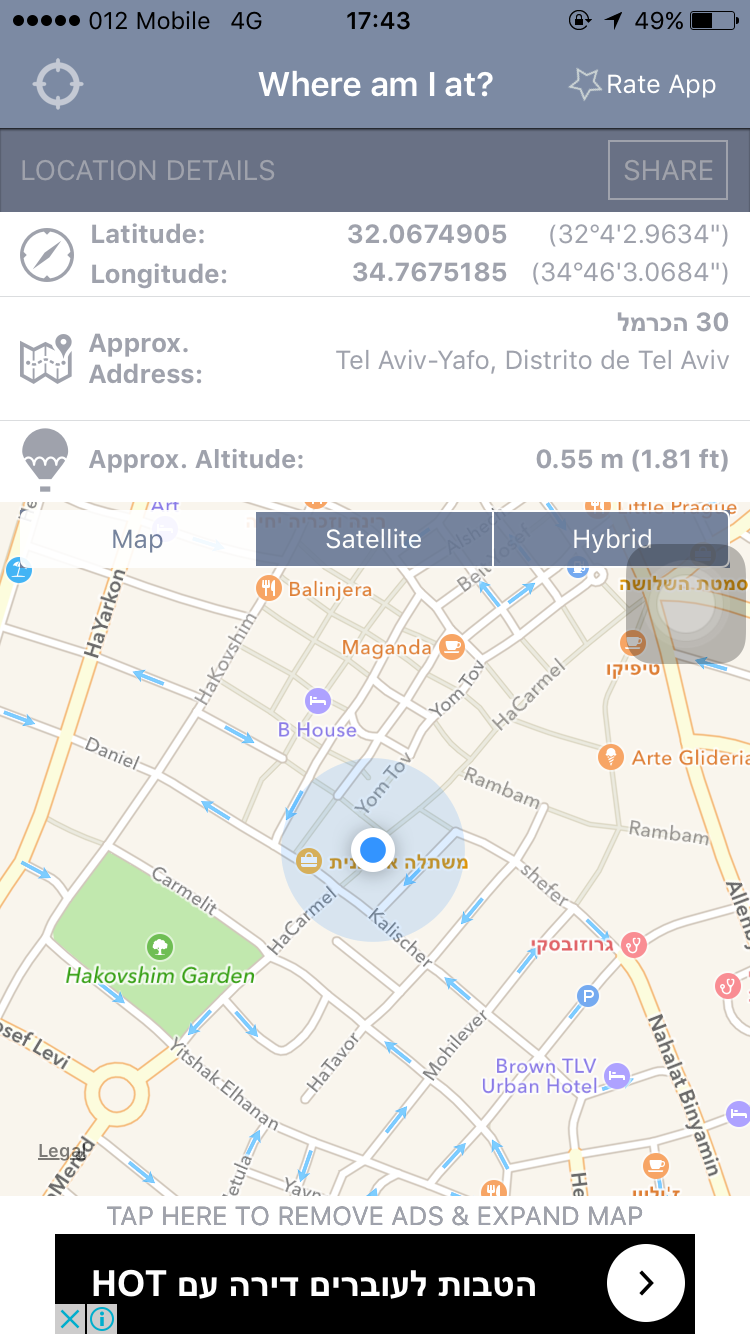 012 Mobile 4G 17:43 49%
Where am I at? Rate App
LOCATION DETAILS SHARE
Latitude: 32.0674905 (32°4'2.9634")
Longitude: 34.7675185 (34°46'3.0684")
Approx. Address:
הכרמל 30
Tel Aviv-Yafo, Distrito de Tel Aviv
Approx. Altitude: 0.55 m (1.81 ft)
Art
Little Prague
רינה וזכריה יחיה
Map Satellite Hybrid
Belt Josef
HaYarkon
Balinjera
סמטת השלושה
HaKovshim
Maganda
טיפיקו
Yom-Tov
HaCarmel
B House
Daniel
Arte Glideria
Yom-Tov
Rambam
Rambam
משתלה
shefer
Carmelit
HaCarmel
Kalischer
גרוזובסקי
Hakovshim Garden
P
osef Levi
Yitshak Elhanan
HaTavor
Mohilever
Nahalat Binyamin
Brown TLV
Urban Hotel
Legal
TAP HERE TO REMOVE ADS & EXPAND MAP
הטבות לעוברים דירה עם HOT